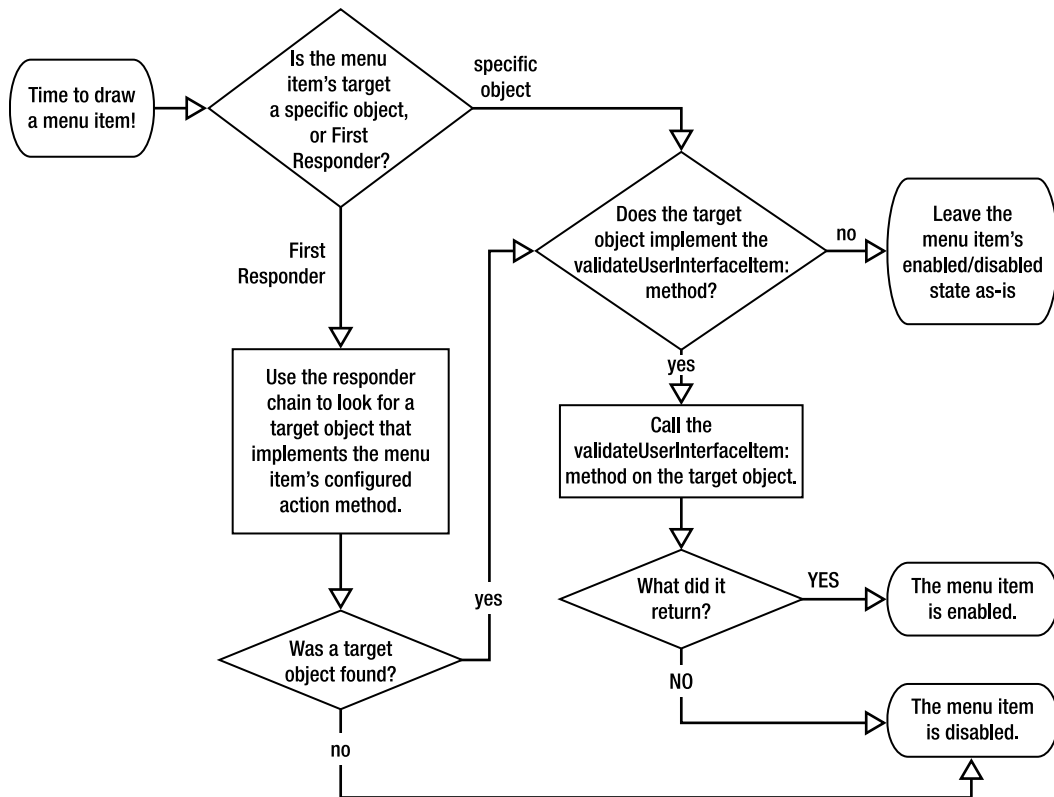 Time to draw
a menu item!
Is the menu
item's target
a specific object,
or First
Responder?
specific
object
First
Responder
Does the target
object implement the
validateUserInterfaceItem:
method?
no
Leave the
menu item's
enabled/disabled
state as-is
yes
Use the responder
chain to look for a
target object that
implements the menu
item's configured
action method.
Call the
validateUserInterfaceItem:
method on the target object.
What did it
return?
YES
The menu item
is enabled.
yes
Was a target
object found?
NO
The menu item
is disabled.
no